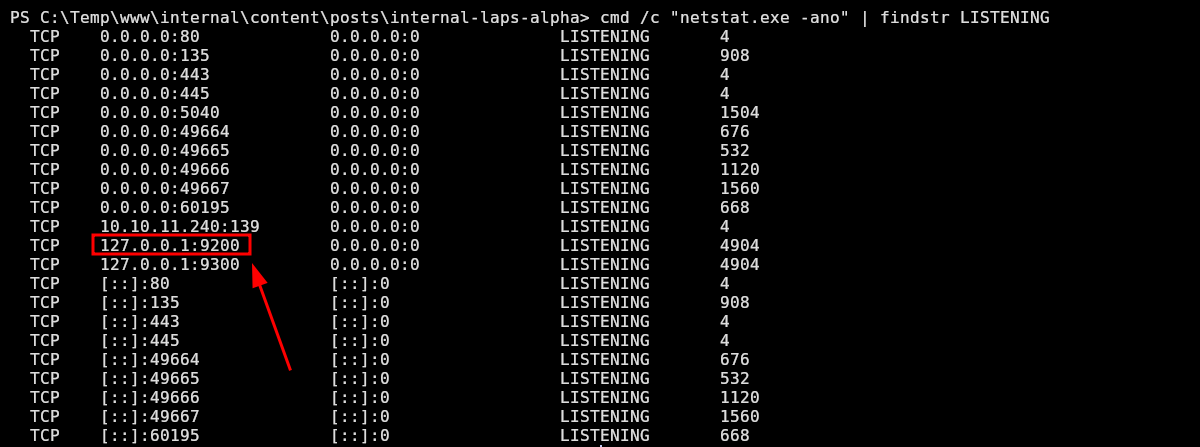 PS C:\Temp\www\internal\content\posts\internal-laps-alpha> cmd /c "netstat.exe -ano" | findstr LISTENING
TCP 0.0.0.0:80 0.0.0.0:0 LISTENING 4
TCP 0.0.0.0:135 0.0.0.0:0 LISTENING 908
TCP 0.0.0.0:443 0.0.0.0:0 LISTENING 4
TCP 0.0.0.0:445 0.0.0.0:0 LISTENING 4
TCP 0.0.0.0:5040 0.0.0.0:0 LISTENING 1504
TCP 0.0.0.0:49664 0.0.0.0:0 LISTENING 676
TCP 0.0.0.0:49665 0.0.0.0:0 LISTENING 532
TCP 0.0.0.0:49666 0.0.0.0:0 LISTENING 1120
TCP 0.0.0.0:49667 0.0.0.0:0 LISTENING 1560
TCP 0.0.0.0:60195 0.0.0.0:0 LISTENING 668
TCP 10.10.11.240:139 0.0.0.0:0 LISTENING 4
TCP 127.0.0.1:9200 0.0.0.0:0 LISTENING 4904
TCP 127.0.0.1:9300 0.0.0.0:0 LISTENING 4904
TCP [::]:80 [::]:0 LISTENING 4
TCP [::]:135 [::]:0 LISTENING 908
TCP [::]:443 [::]:0 LISTENING 4
TCP [::]:445 [::]:0 LISTENING 4
TCP [::]:49664 [::]:0 LISTENING 676
TCP [::]:49665 [::]:0 LISTENING 532
TCP [::]:49666 [::]:0 LISTENING 1120
TCP [::]:49667 [::]:0 LISTENING 1560
TCP [::]:60195 [::]:0 LISTENING 668